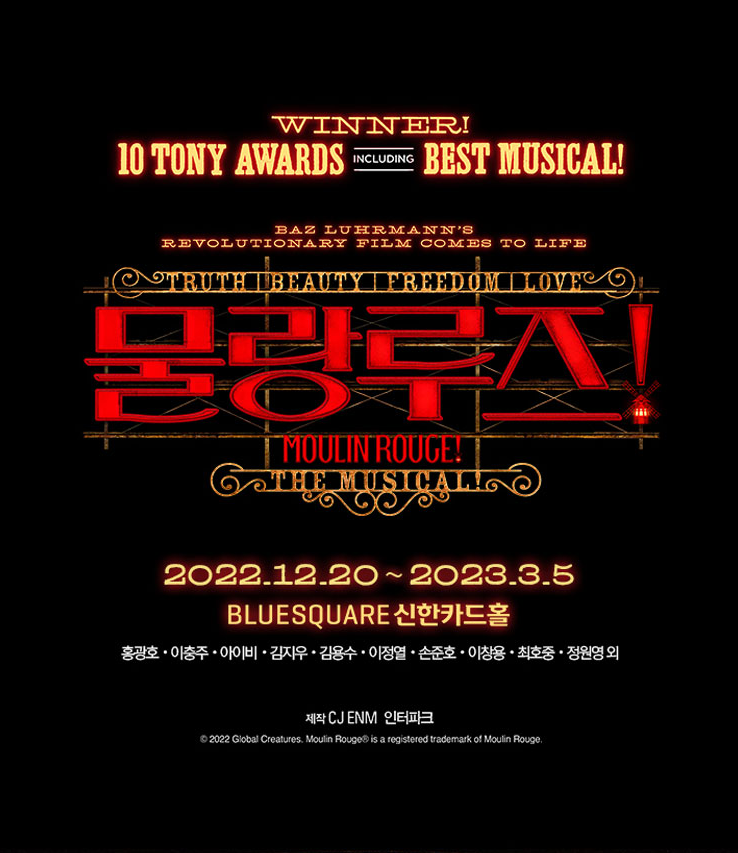 WINNER!
10 TONY AWARDS INCLUDING BEST MUSICAL!
BAZ LUHRMANN'S
REVOLUTIONARY FILM COMES TO LIFE
TRUTH | BEAUTY | FREEDOM | LOVE
물랑루즈!
MOULIN ROUGE!
THE MUSICAL!
2022.12.20 ~ 2023.3.5
BLUESQUARE 신한카드홀
홍광호 • 이충주 • 아이비 • 김지우 • 김용수 • 이정열 • 손준호 • 이창용 • 최호중 • 정원영 외
제작 CJ ENM 인터파크
© 2022 Global Creatures. Moulin Rouge® is a registered trademark of Moulin Rouge.